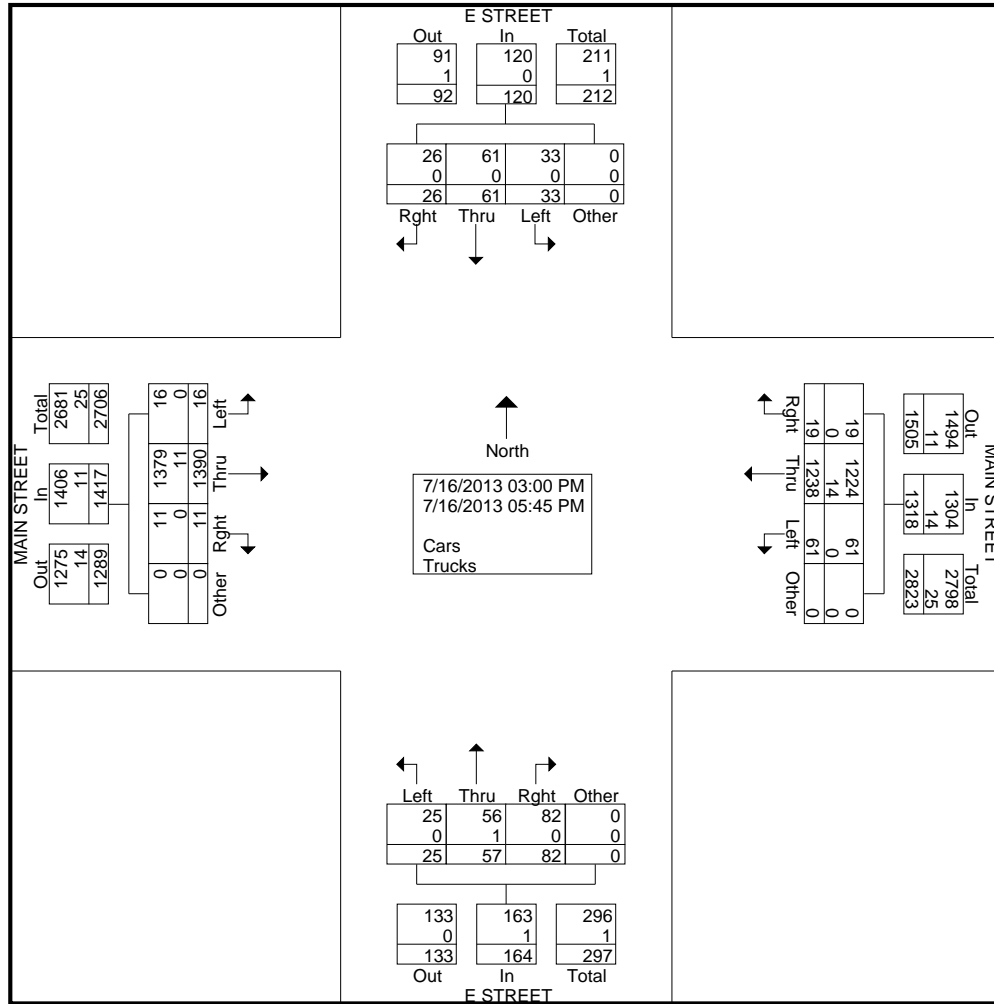 E STREET
Out In Total
91 120 211
1 0 1
92 120 212
26 61 33 0
0 0 0 0
26 61 33 0
Rght Thru Left Other
MAIN STREET
Total In Out
2681 1406 1275
25 11 14
2706 1417 1289
16 1379 11 0
0 11 0 0
16 1390 11 0
Left Thru Rght Other
North
7/16/2013 03:00 PM
7/16/2013 05:45 PM
Cars
Trucks
Rght Thru Left Other
19 1238 61 0
0 14 0 0
19 1224 61 0
1505 1318 2823
11 14 25
1494 1304 2798
Out In Total
MAIN STREET
Left Thru Rght Other
25 56 82 0
0 1 0 0
25 57 82 0
133 163 296
0 1 1
133 164 297
Out In Total
E STREET